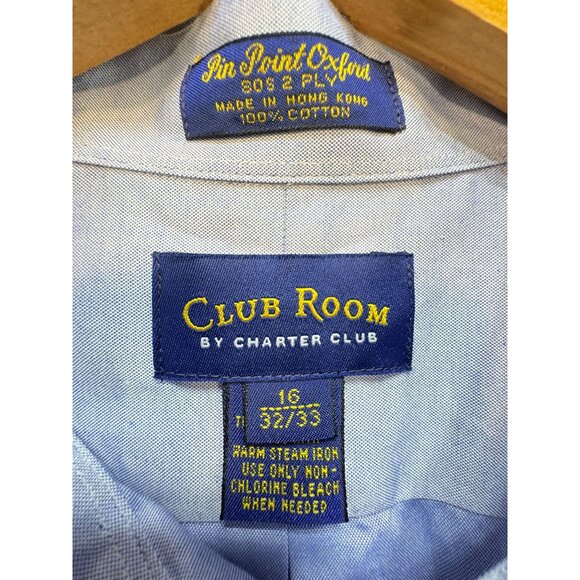 Pin Point Oxford
80S 2 PLY
MADE IN HONG KONG
100% COTTON
CLUB ROOM
BY CHARTER CLUB
16
32/33
WARM STEAM IRON
USE ONLY NON-
CHLORINE BLEACH
WHEN NEEDED